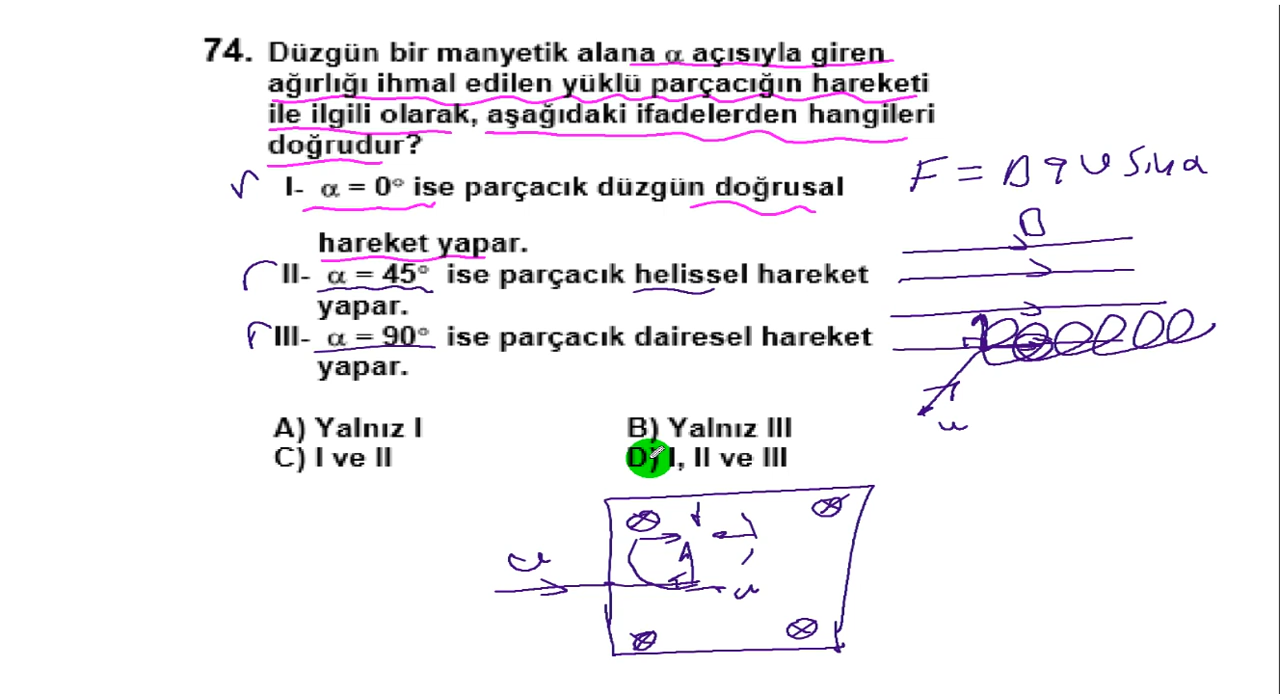 74. Düzgün bir manyetik alana α açısıyla giren
ağırlığı ihmal edilen yüklü parçacığın hareketi
ile ilgili olarak, aşağıdaki ifadelerden hangileri
doğrudur?
I- α = 0° ise parçacık düzgün doğrusal
hareket yapar.
II- α = 45° ise parçacık helissel hareket
yapar.
III- α = 90° ise parçacık dairesel hareket
yapar.
A) Yalnız I
B) Yalnız III
C) I ve II
D) I, II ve III
F = B q v Sin α
B
v
v
v